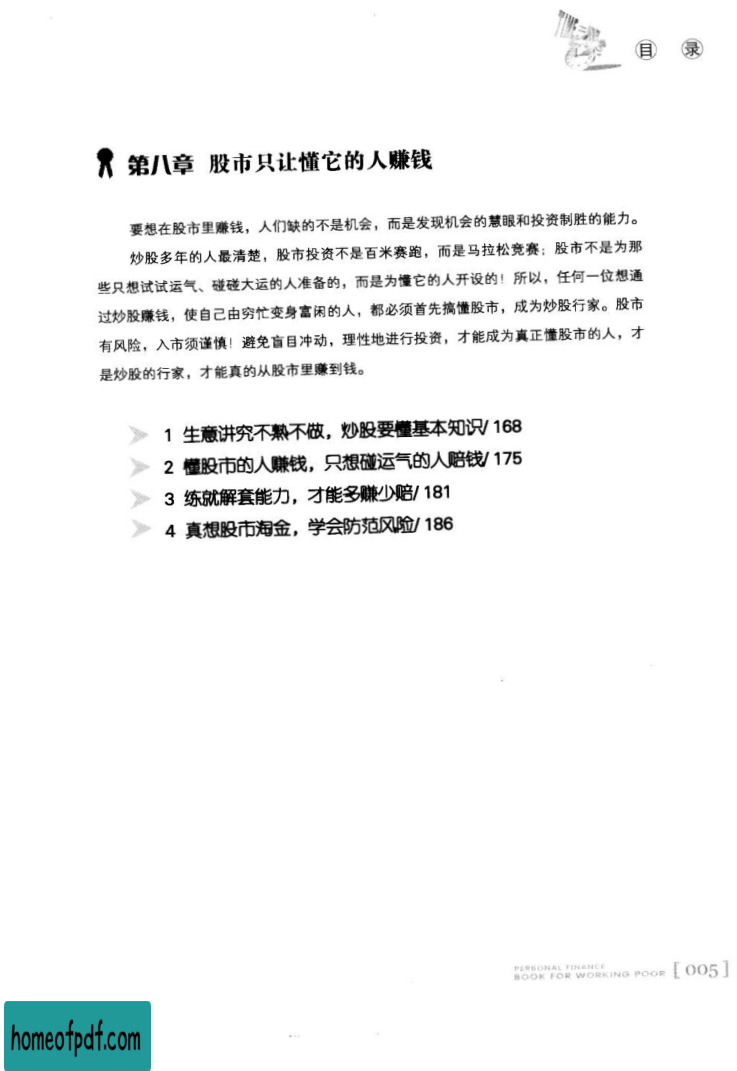 目 录
第八章 股市只让懂它的人赚钱
要想在股市里赚钱，人们缺的不是机会，而是发现机会的慧眼和投资制胜的能力。
炒股多年的人最清楚，股市投资不是百米赛跑，而是马拉松竞赛；股市不是为那
些只想试试运气、碰碰大运的人准备的，而是为懂它的人开设的！所以，任何一位想通
过炒股赚钱，使自己由穷忙变身富闲的人，都必须首先搞懂股市，成为炒股行家。股市
有风险，入市须谨慎！避免盲目冲动，理性地进行投资，才能成为真正懂股市的人，才
是炒股的行家，才能真的从股市里赚到钱。
1 生意讲究不熟不做，炒股要懂基本知识/ 168
2 懂股市的人赚钱，只想碰运气的人赔钱/ 175
3 练就解套能力，才能多赚少赔/ 181
4 真想股市淘金，学会防范风险/ 186
PERSONAL FINANCE
BOOK FOR WORKING POOR [ 005 ]
homeofpdf.com